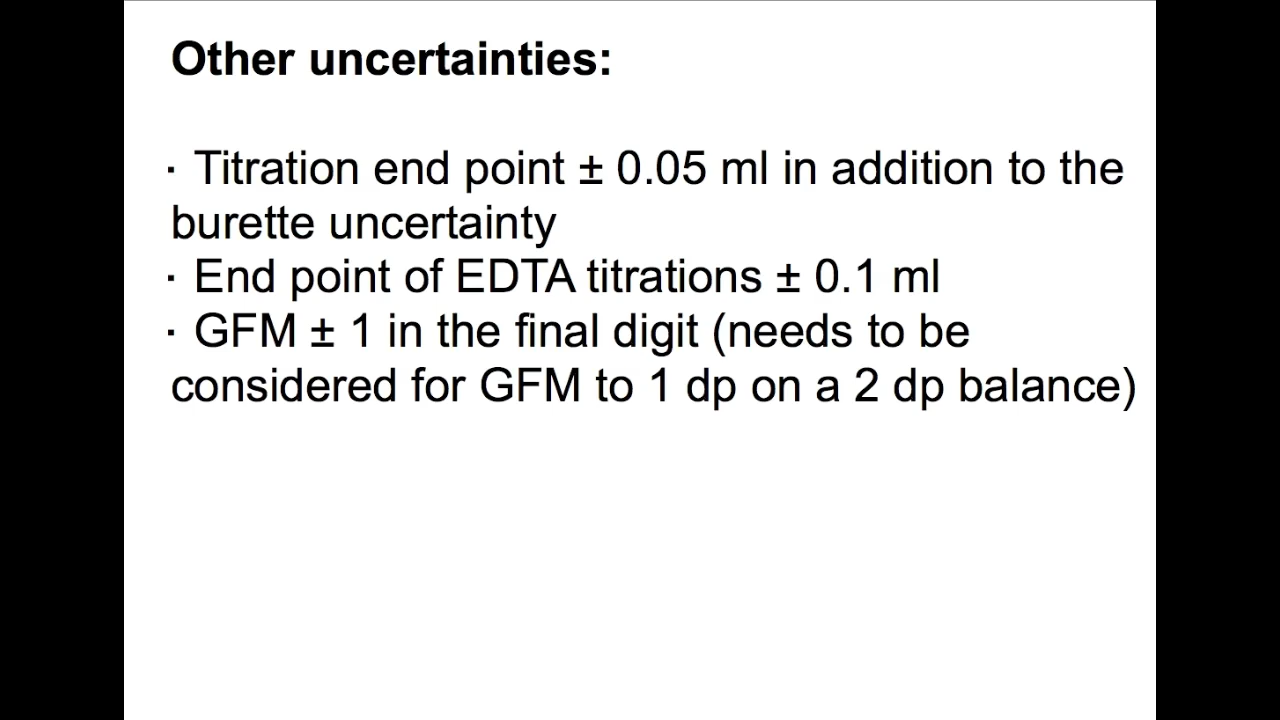 Other uncertainties:
· Titration end point ± 0.05 ml in addition to the
burette uncertainty
· End point of EDTA titrations ± 0.1 ml
· GFM ± 1 in the final digit (needs to be
considered for GFM to 1 dp on a 2 dp balance)